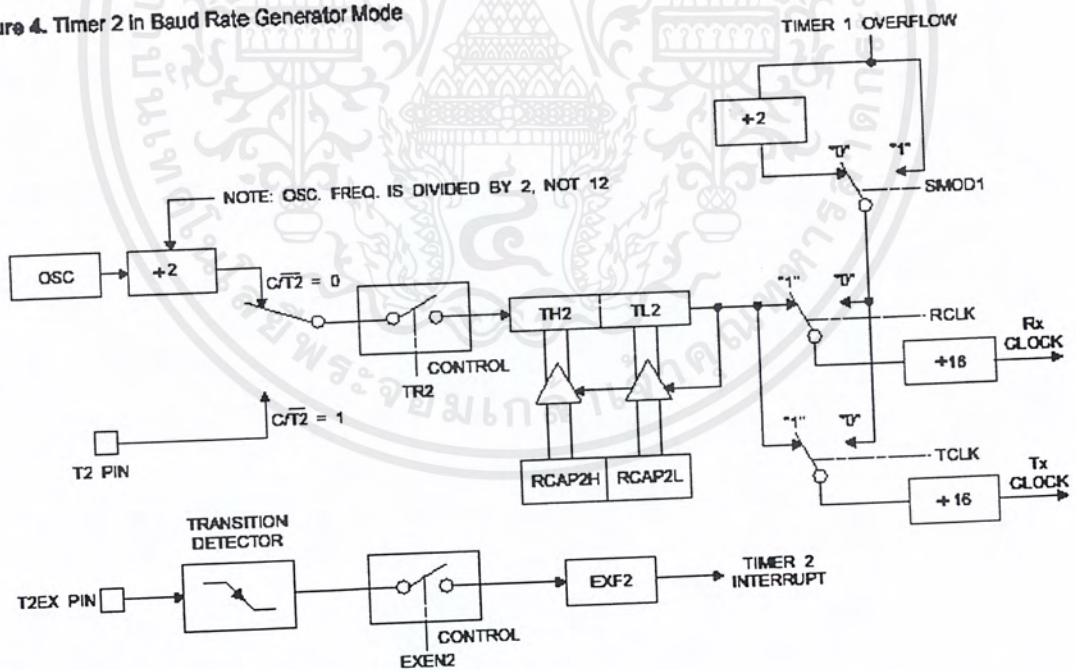 ure 4. Timer 2 in Baud Rate Generator Mode
TIMER 1 OVERFLOW
÷2
"0"
"1"
SMOD1
NOTE: OSC. FREQ. IS DIVIDED BY 2, NOT 12
OSC
÷2
C/T2 = 0
TH2
TL2
"1"
"0"
RCLK
Rx
CLOCK
÷16
CONTROL
TR2
C/T2 = 1
T2 PIN
RCAP2H
RCAP2L
"1"
"0"
TCLK
Tx
CLOCK
÷16
TRANSITION
DETECTOR
T2EX PIN
EXF2
TIMER 2
INTERRUPT
CONTROL
EXEN2